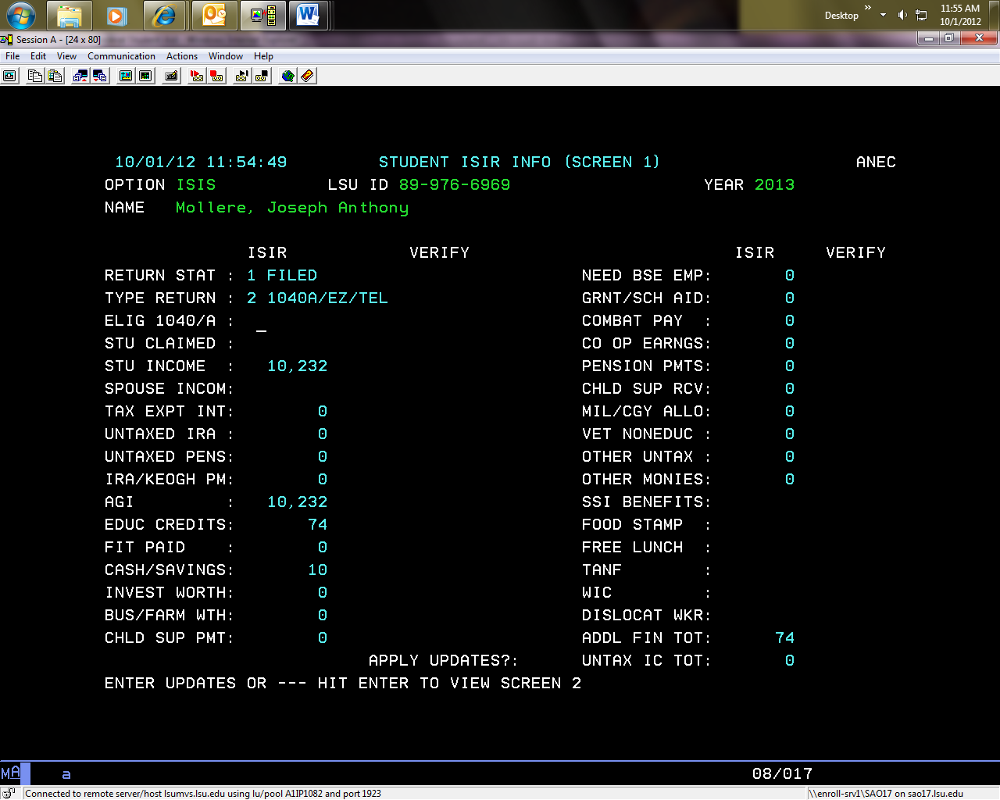 Desktop
11:55 AM
10/1/2012
Session A - [24 x 80]
File Edit View Communication Actions Window Help
10/01/12 11:54:49 STUDENT ISIR INFO (SCREEN 1) ANEC
OPTION ISIS LSU ID 89-976-6969 YEAR 2013
NAME Mollere, Joseph Anthony
ISIR VERIFY ISIR VERIFY
RETURN STAT : 1 FILED NEED BSE EMP: 0
TYPE RETURN : 2 1040A/EZ/TEL GRNT/SCH AID: 0
ELIG 1040/A : _ COMBAT PAY : 0
STU CLAIMED : CO OP EARNGS: 0
STU INCOME : 10,232 PENSION PMTS: 0
SPOUSE INCOM: CHLD SUP RCV: 0
TAX EXPT INT: 0 MIL/CGY ALLO: 0
UNTAXED IRA : 0 VET NONEDUC : 0
UNTAXED PENS: 0 OTHER UNTAX : 0
IRA/KEOGH PM: 0 OTHER MONIES: 0
AGI : 10,232 SSI BENEFITS:
EDUC CREDITS: 74 FOOD STAMP :
FIT PAID : 0 FREE LUNCH :
CASH/SAVINGS: 10 TANF :
INVEST WORTH: 0 WIC :
BUS/FARM WTH: 0 DISLOCAT WKR:
CHLD SUP PMT: 0 ADDL FIN TOT: 74
APPLY UPDATES?: UNTAX IC TOT: 0
ENTER UPDATES OR --- HIT ENTER TO VIEW SCREEN 2
MA a 08/017
Connected to remote server/host lsumvs.lsu.edu using lu/pool A1IP1082 and port 1923 \\enroll-srv1\SAO17 on sao17.lsu.edu